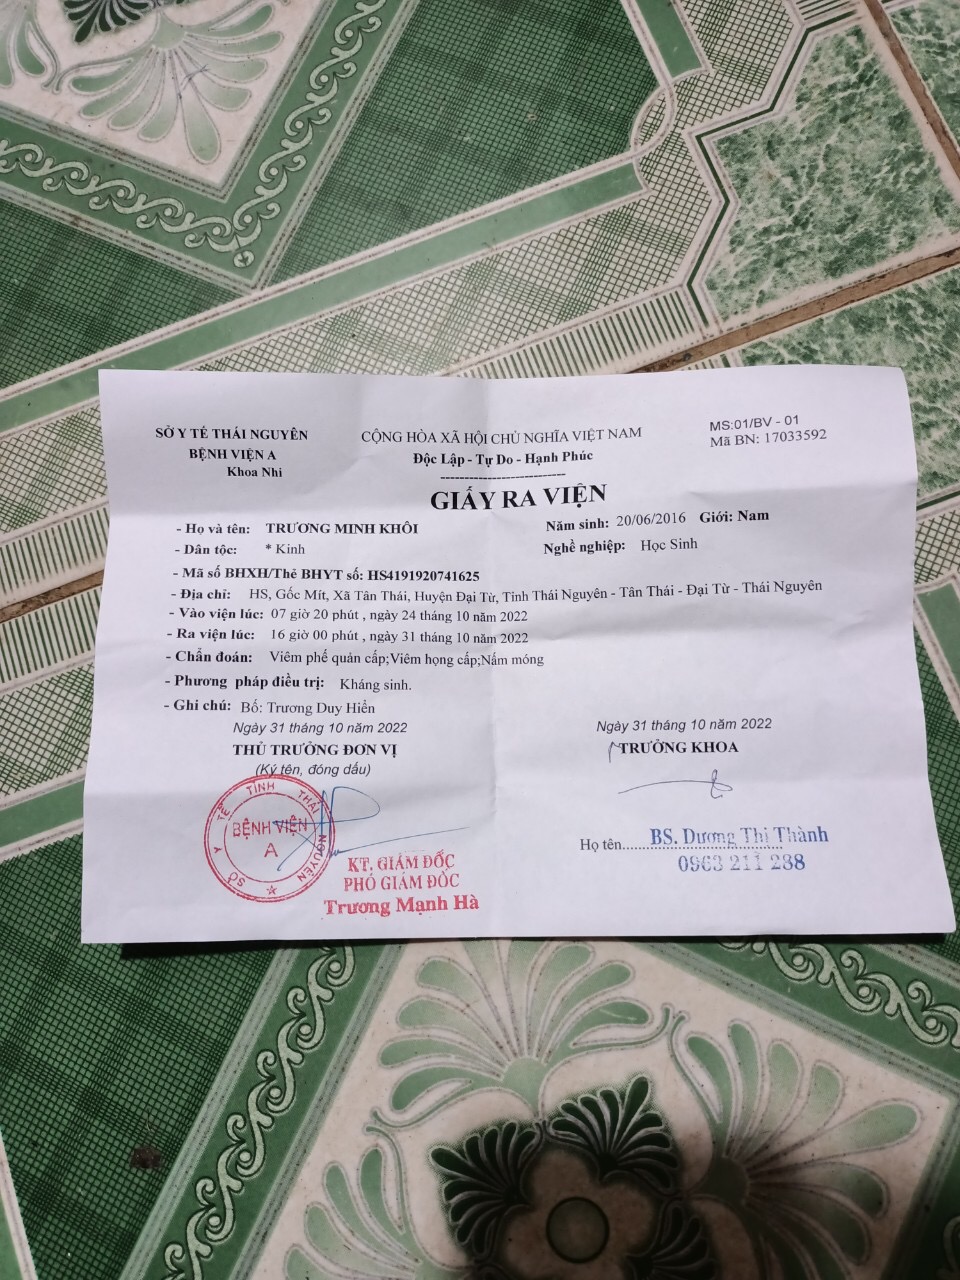 SỞ Y TẾ THÁI NGUYÊN
BỆNH VIỆN A
Khoa Nhi
CỘNG HÒA XÃ HỘI CHỦ NGHĨA VIỆT NAM
Độc Lập - Tự Do - Hạnh Phúc
MS:01/BV - 01
Mã BN: 17033592
GIẤY RA VIỆN
- Họ và tên: TRƯƠNG MINH KHÔI Năm sinh: 20/06/2016 Giới: Nam
- Dân tộc: * Kinh Nghề nghiệp: Học Sinh
- Mã số BHXH/Thẻ BHYT số: HS4191920741625
- Địa chỉ: HS, Gốc Mít, Xã Tân Thái, Huyện Đại Từ, Tỉnh Thái Nguyên - Tân Thái - Đại Từ - Thái Nguyên
- Vào viện lúc: 07 giờ 20 phút , ngày 24 tháng 10 năm 2022
- Ra viện lúc: 16 giờ 00 phút , ngày 31 tháng 10 năm 2022
- Chẩn đoán: Viêm phế quản cấp;Viêm họng cấp;Nấm móng
- Phương pháp điều trị: Kháng sinh.
- Ghi chú: Bố: Trương Duy Hiển
Ngày 31 tháng 10 năm 2022
THỦ TRƯỞNG ĐƠN VỊ
(Ký tên, đóng dấu)
SỞ Y TẾ TỈNH THÁI NGUYÊN
BỆNH VIỆN
A
KT. GIÁM ĐỐC
PHÓ GIÁM ĐỐC
Trương Mạnh Hà
Ngày 31 tháng 10 năm 2022
TRƯỞNG KHOA
Họ tên.......................................
BS. Dương Thị Thành
0963 211 288